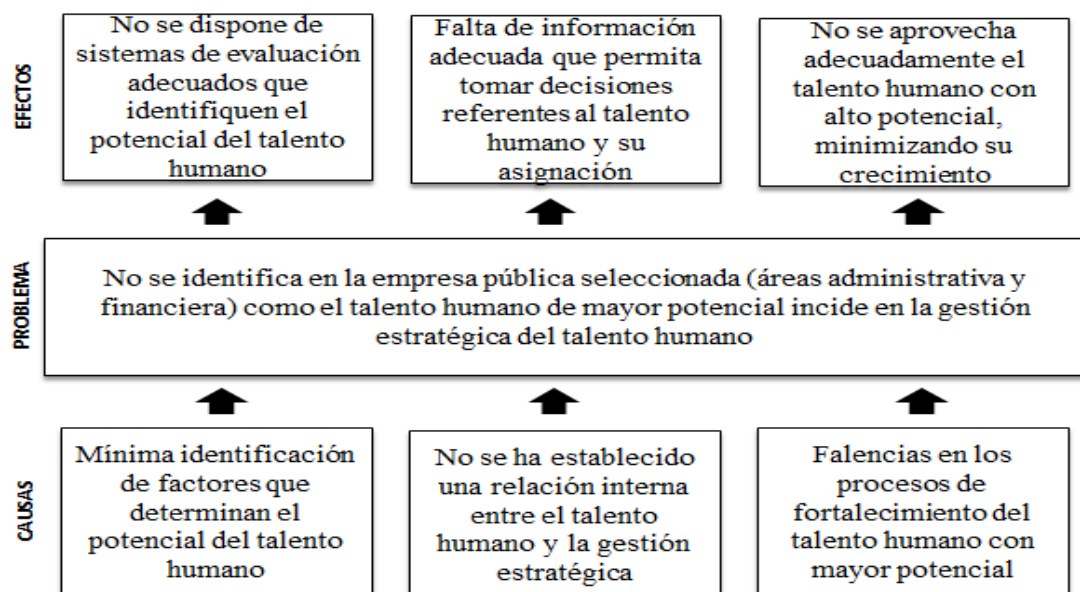 EFECTOS
No se dispone de
sistemas de evaluación
adecuados que
identifiquen el
potencial del talento
humano
Falta de información
adecuada que permita
tomar decisiones
referentes al talento
humano y su
asignación
No se aprovecha
adecuadamente el
talento humano con
alto potencial,
minimizando su
crecimiento
PROBLEMA
No se identifica en la empresa pública seleccionada (áreas administrativa y
financiera) como el talento humano de mayor potencial incide en la gestión
estratégica del talento humano
CAUSAS
Mínima identificación
de factores que
determinan el
potencial del talento
humano
No se ha establecido
una relación interna
entre el talento
humano y la gestión
estratégica
Falencias en los
procesos de
fortalecimiento del
talento humano con
mayor potencial